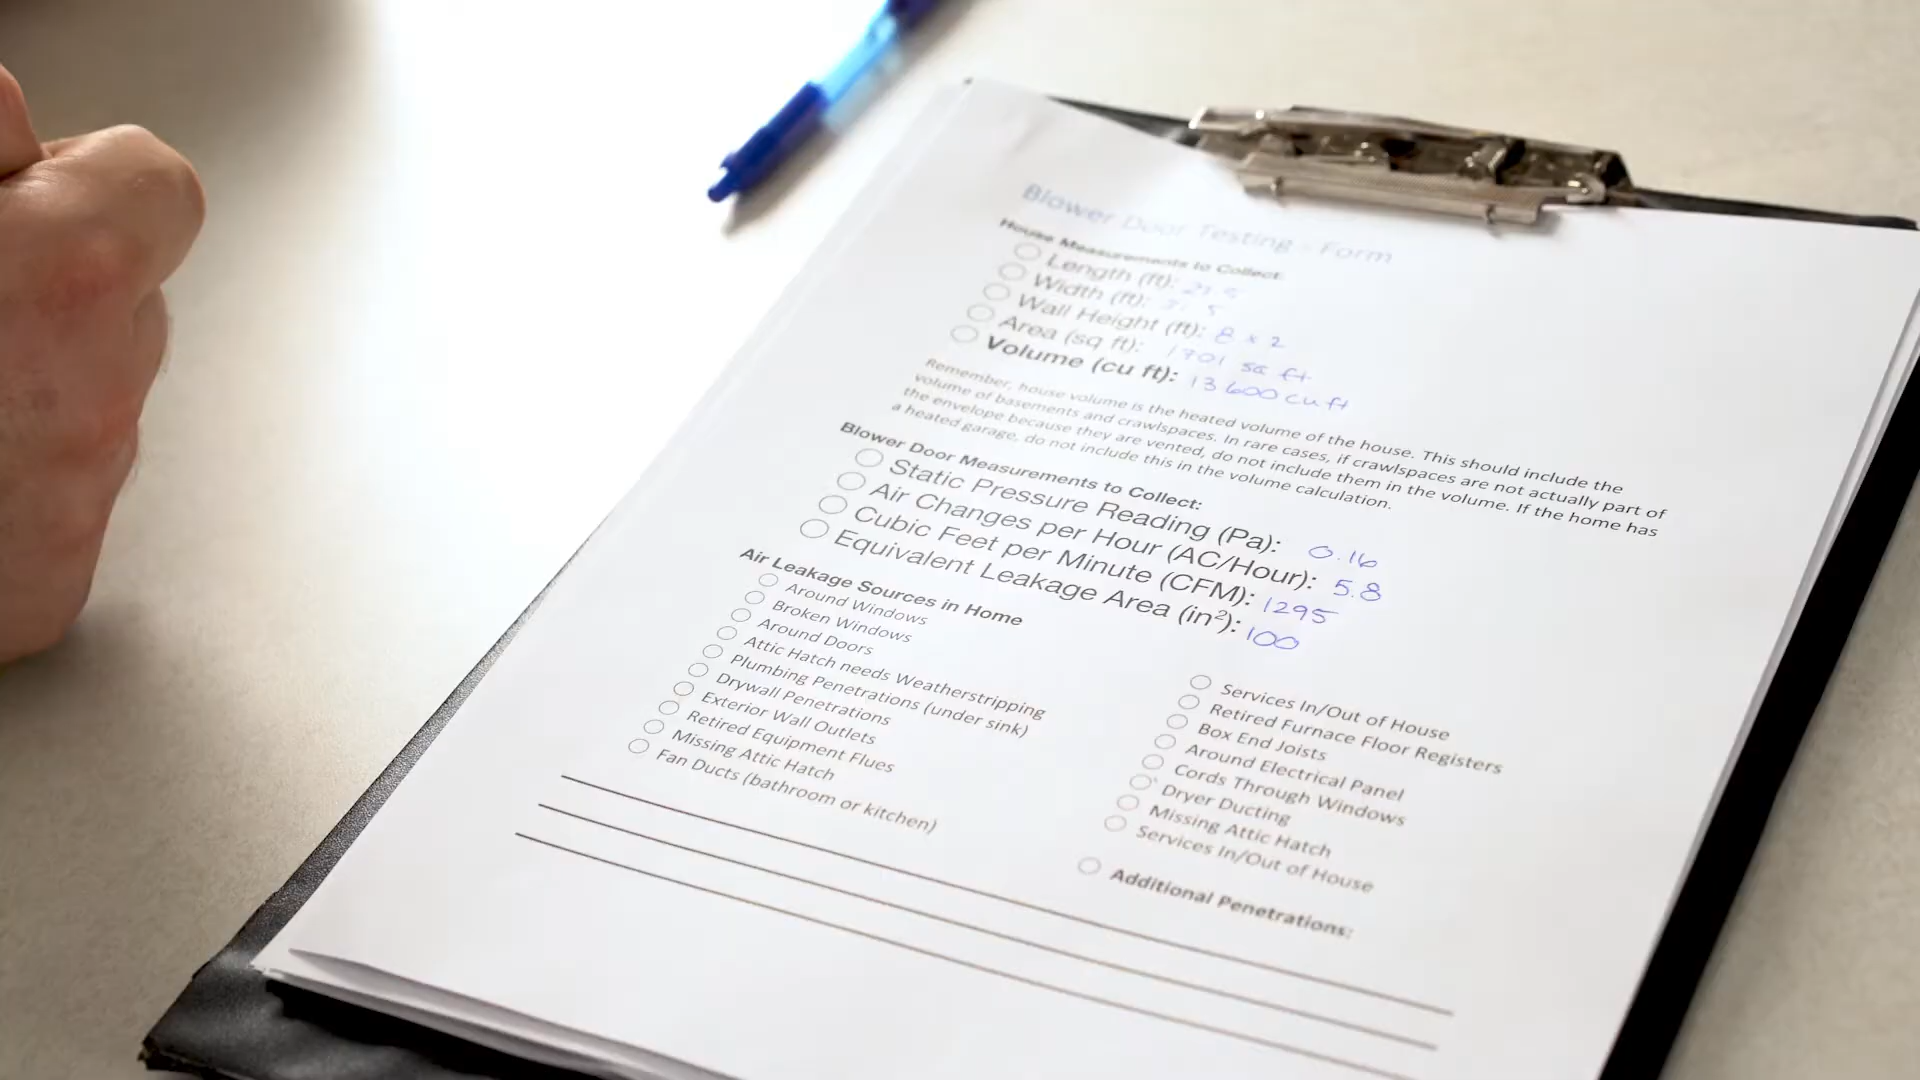 Blower Door Testing - Form
House Measurements to Collect:
Length (ft):
Width (ft):
Wall Height (ft): 8 x 2
Area (sq ft): 1701 sq ft
Volume (cu ft): 13600 cu ft
Remember, house volume is the heated volume of the house. This should include the
volume of basements and crawlspaces. In rare cases, if crawlspaces are not actually part of
the envelope because they are vented, do not include them in the volume. If the home has
a heated garage, do not include this in the volume calculation.
Blower Door Measurements to Collect:
Static Pressure Reading (Pa): 0.16
Air Changes per Hour (AC/Hour): 5.8
Cubic Feet per Minute (CFM): 1295
Equivalent Leakage Area (in²): 100
Air Leakage Sources in Home
Around Windows
Broken Windows
Around Doors
Attic Hatch needs Weatherstripping
Plumbing Penetrations (under sink)
Drywall Penetrations
Exterior Wall Outlets
Retired Equipment Flues
Missing Attic Hatch
Fan Ducts (bathroom or kitchen)
Services In/Out of House
Retired Furnace Floor Registers
Box End Joists
Around Electrical Panel
Cords Through Windows
Dryer Ducting
Missing Attic Hatch
Services In/Out of House
Additional Penetrations: